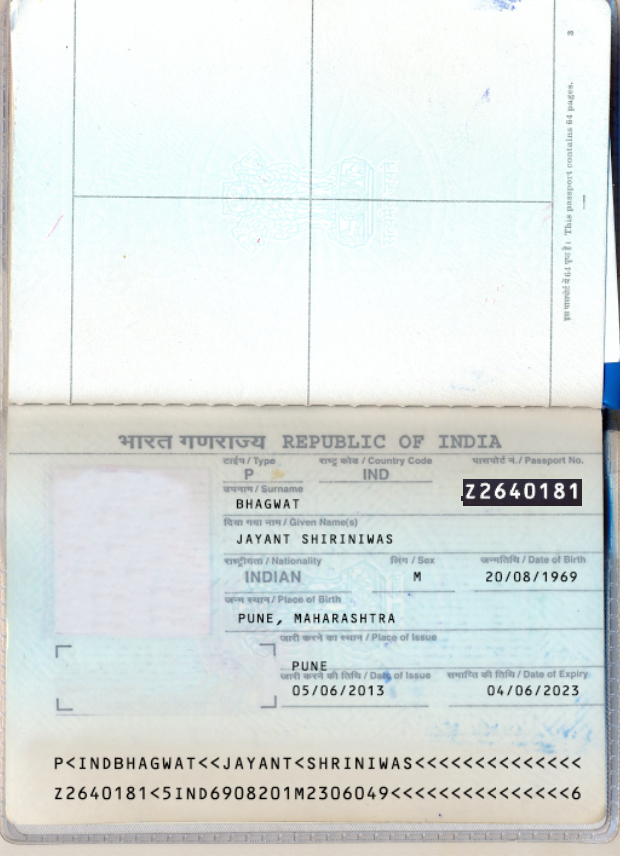 3
इस पासपोर्ट में 64 पृष्ठ हैं। This passport contains 64 pages.
भारत गणराज्य REPUBLIC OF INDIA
टाईप / Type राष्ट्र कोड / Country Code पासपोर्ट नं. / Passport No.
P IND
Z2640181
उपनाम / Surname
BHAGWAT
दिया गया नाम / Given Name(s)
JAYANT SHIRINIWAS
राष्ट्रीयता / Nationality लिंग / Sex जन्मतिथि / Date of Birth
INDIAN M 20/08/1969
जन्म स्थान / Place of Birth
PUNE, MAHARASHTRA
जारी करने का स्थान / Place of Issue
PUNE
जारी करने की तिथि / Date of Issue समाप्ति की तिथि / Date of Expiry
05/06/2013 04/06/2023
P<INDBHAGWAT<<JAYANT<SHRINIWAS<<<<<<<<<<<<<<
Z2640181<5IND6908201M2306049<<<<<<<<<<<<<<<6